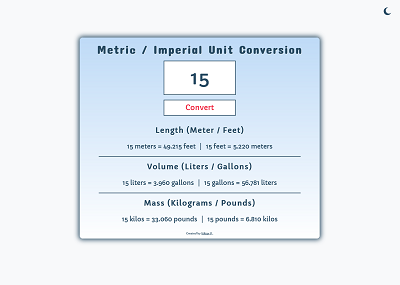 Metric / Imperial Unit Conversion
15
Convert
Length (Meter / Feet)
15 meters = 49.215 feet | 15 feet = 5.220 meters
Volume (Liters / Gallons)
15 liters = 3.960 gallons | 15 gallons = 56.781 liters
Mass (Kilograms / Pounds)
15 kilos = 33.060 pounds | 15 pounds = 6.810 kilos
Created by